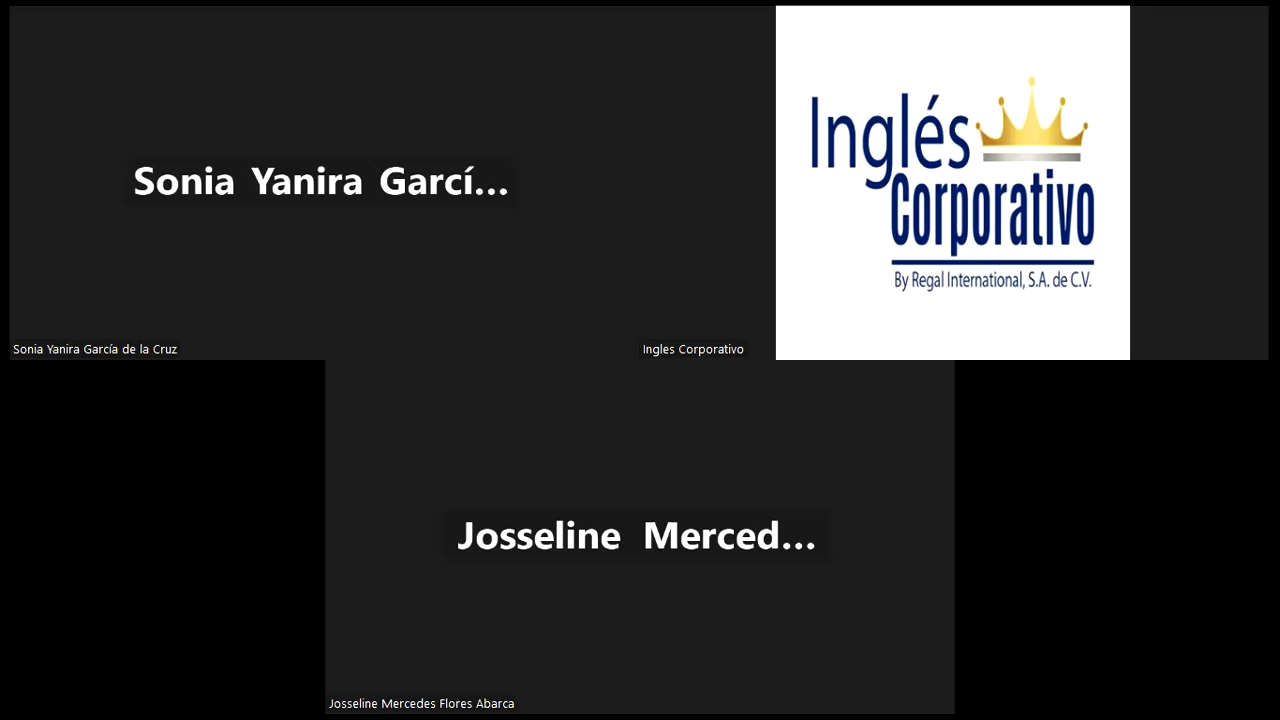 Sonia Yanira Garcí...
Sonia Yanira García de la Cruz
Inglés
Corporativo
By Regal International, S.A. de C.V.
Ingles Corporativo
Josseline Merced...
Josseline Mercedes Flores Abarca